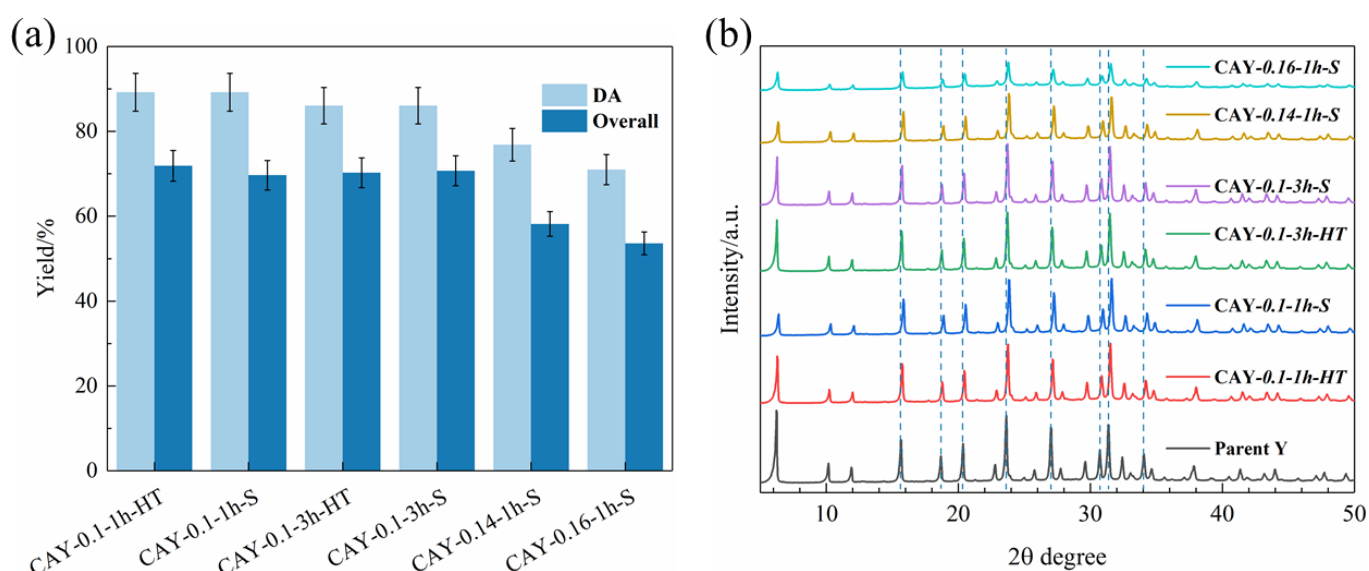 (a)
100
80
60
40
20
0
Yield/%
DA
Overall
CAY-0.1-1h-HT
CAY-0.1-1h-S
CAY-0.1-3h-HT
CAY-0.1-3h-S
CAY-0.14-1h-S
CAY-0.16-1h-S
(b)
Intensity/a.u.
CAY-0.16-1h-S
CAY-0.14-1h-S
CAY-0.1-3h-S
CAY-0.1-3h-HT
CAY-0.1-1h-S
CAY-0.1-1h-HT
Parent Y
10 20 30 40 50
2θ degree